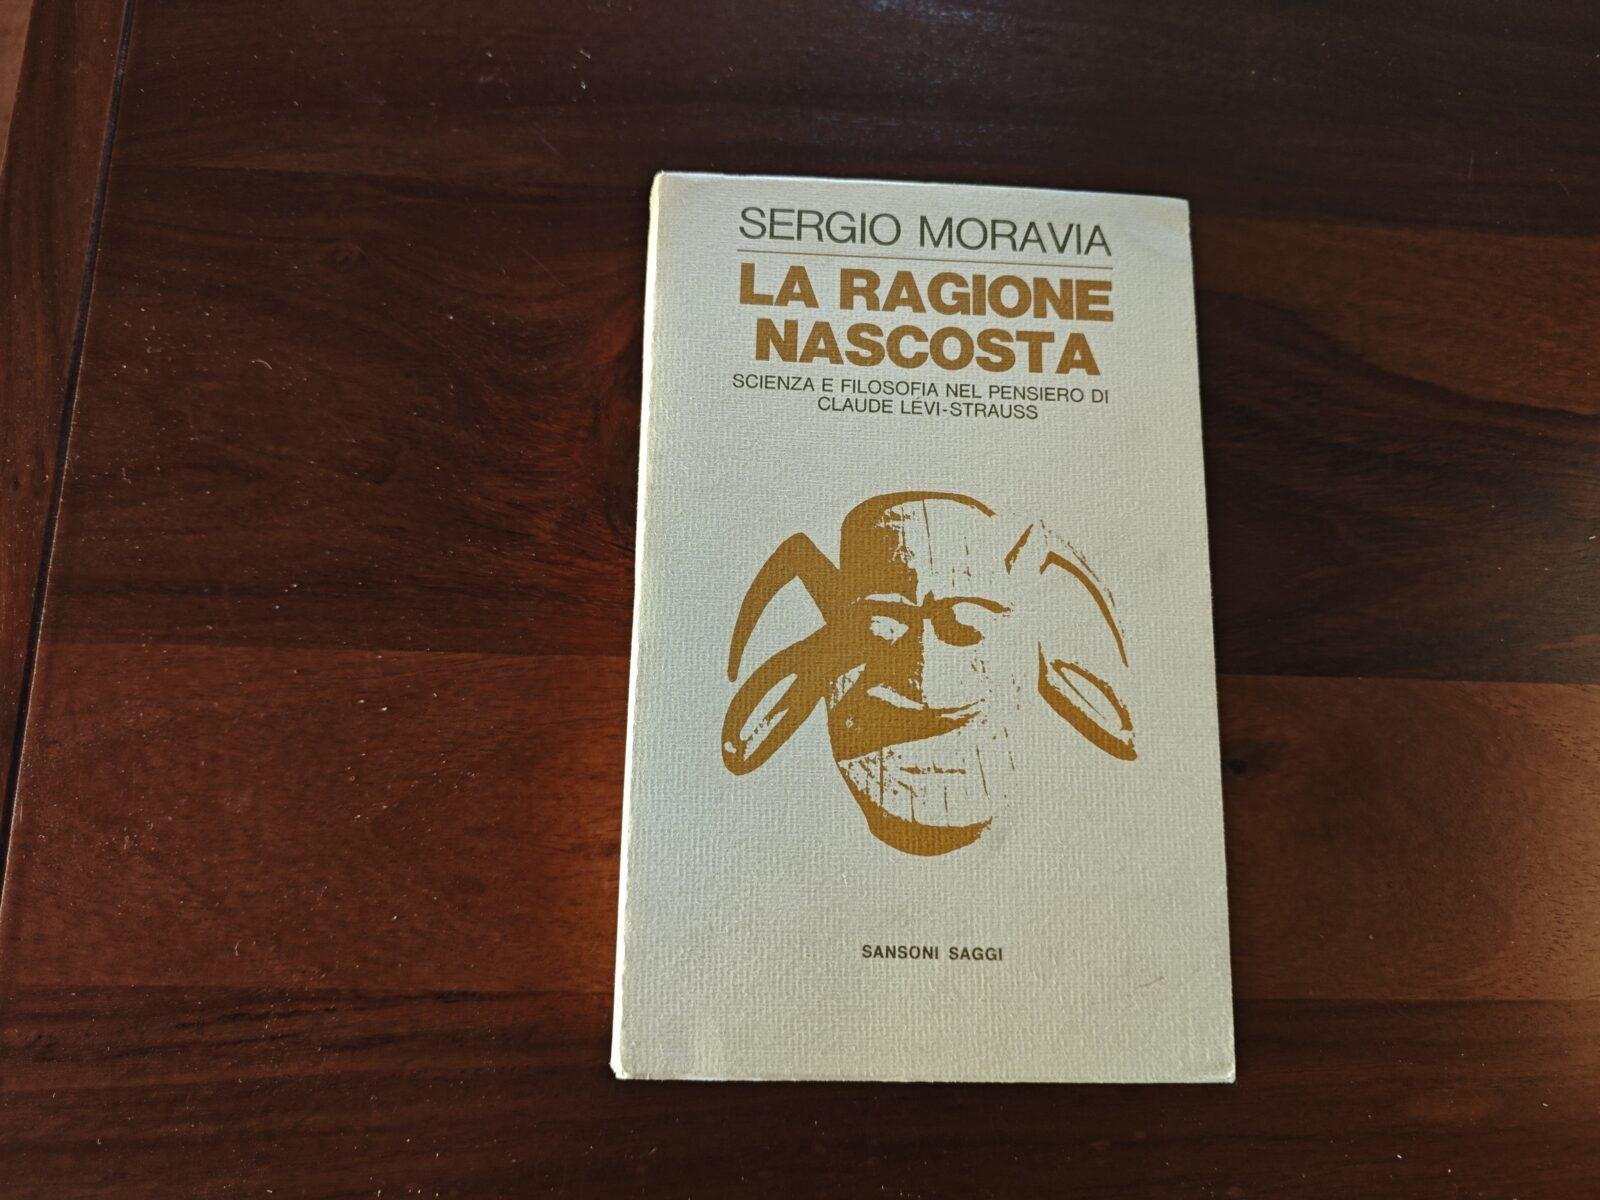 SERGIO MORAVIA
LA RAGIONE
NASCOSTA
SCIENZA E FILOSOFIA NEL PENSIERO DI
CLAUDE LÉVI-STRAUSS
SANSONI SAGGI